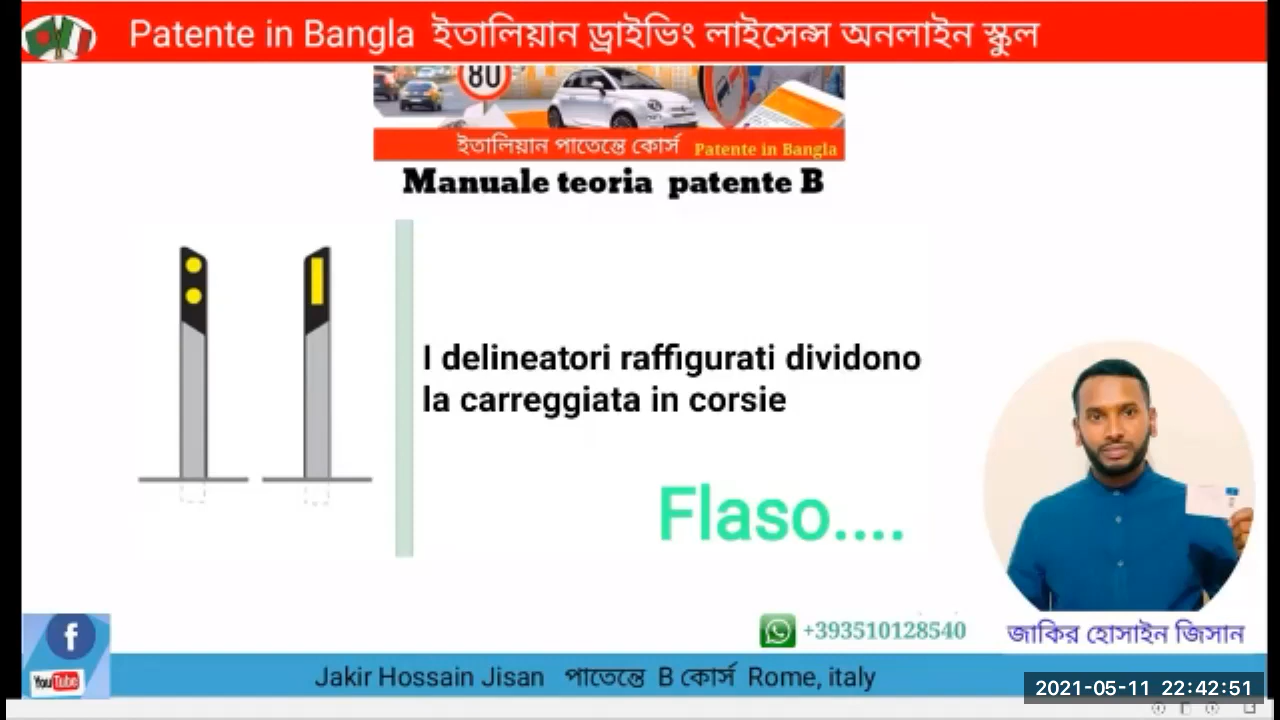 Patente in Bangla ইতালিয়ান ড্রাইভিং লাইসেন্স অনলাইন স্কুল
80
ইতালিয়ান পাতেন্তে কোর্স Patente in Bangla
Manuale teoria patente B
I delineatori raffigurati dividono
la carreggiata in corsie
Flaso....
+393510128540
জাকির হোসাইন জিসান
f
YouTube
Jakir Hossain Jisan পাতেন্তে B কোর্স Rome, italy
2021-05-11 22:42:51